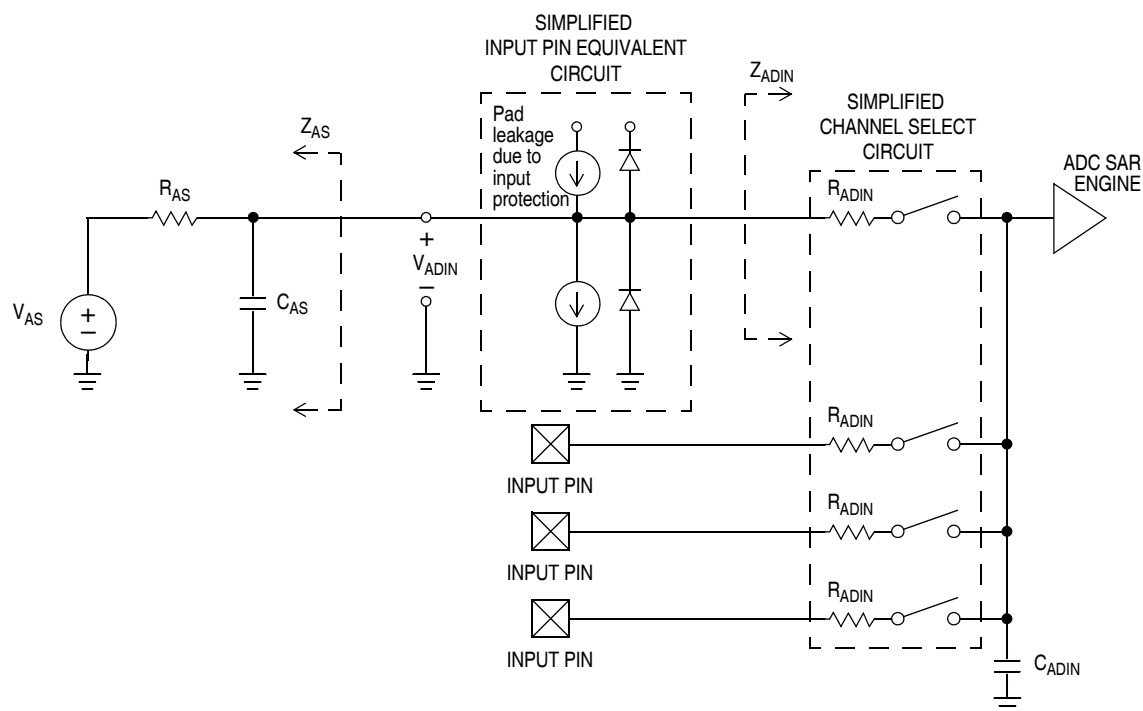 SIMPLIFIED
INPUT PIN EQUIVALENT
CIRCUIT
Pad
leakage
due to
input
protection
Z_ADIN
SIMPLIFIED
CHANNEL SELECT
CIRCUIT
ADC SAR
ENGINE
Z_AS
R_AS
R_ADIN
+
V_ADIN
–
V_AS
+
–
C_AS
R_ADIN
INPUT PIN
R_ADIN
INPUT PIN
R_ADIN
INPUT PIN
C_ADIN